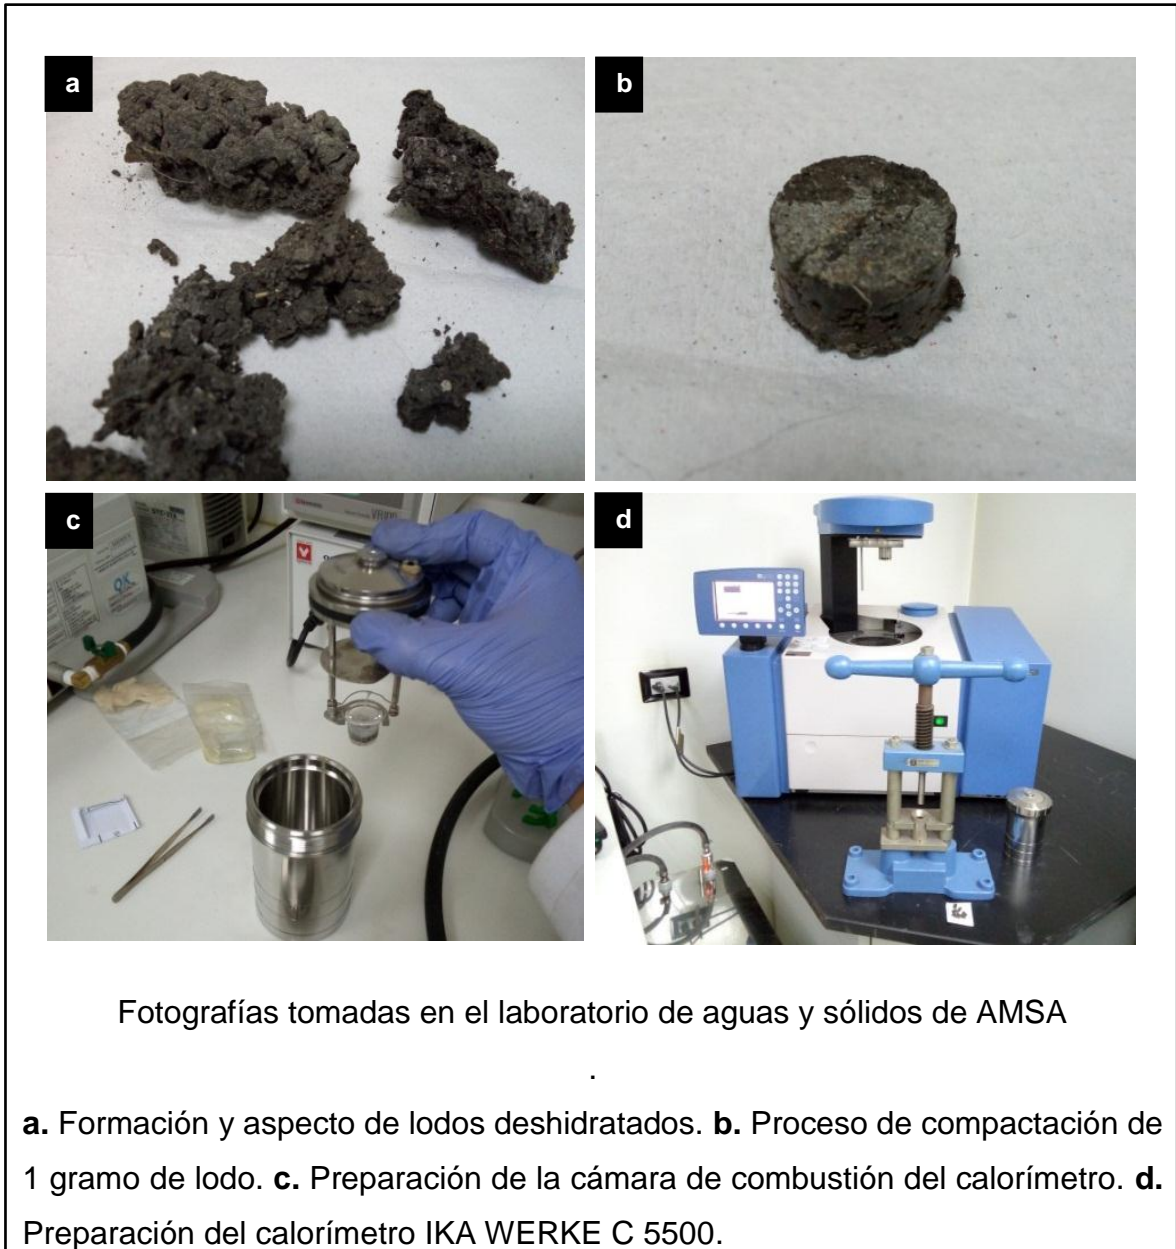 a
b
c
d
Fotografías tomadas en el laboratorio de aguas y sólidos de AMSA
.
a. Formación y aspecto de lodos deshidratados. b. Proceso de compactación de
1 gramo de lodo. c. Preparación de la cámara de combustión del calorímetro. d.
Preparación del calorímetro IKA WERKE C 5500.